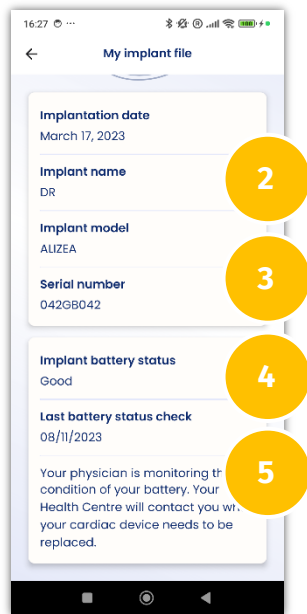 16:27
My implant file
Implantation date
March 17, 2023
Implant name
DR
2
Implant model
ALIZEA
3
Serial number
042GB042
Implant battery status
Good
4
Last battery status check
08/11/2023
5
Your physician is monitoring
condition of your battery. Your
Health Centre will contact you
your cardiac device needs to be
replaced.